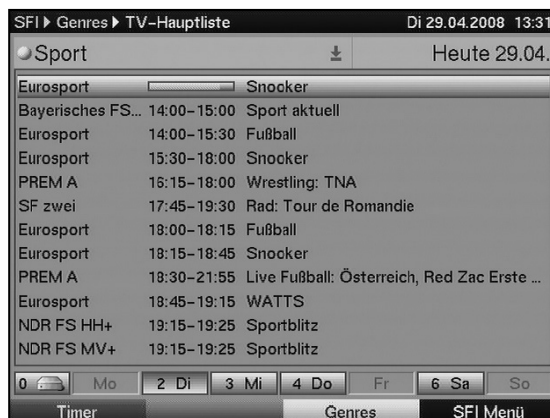 SFI ▸ Genres ▸ TV-Hauptliste Di 29.04.2008 13:31
Sport Heute 29.04.
Eurosport Snooker
Bayerisches FS... 14:00-15:00 Sport aktuell
Eurosport 14:00-15:30 Fußball
Eurosport 15:30-18:00 Snooker
PREM A 16:15-18:00 Wrestling: TNA
SF zwei 17:45-19:30 Rad: Tour de Romandie
Eurosport 18:00-18:15 Fußball
Eurosport 18:15-18:45 Snooker
PREM A 18:30-21:55 Live Fußball: Österreich, Red Zac Erste ...
Eurosport 18:45-19:15 WATTS
NDR FS HH+ 19:15-19:25 Sportblitz
NDR FS MV+ 19:15-19:25 Sportblitz
0 Mo 2 Di 3 Mi 4 Do Fr 6 Sa So
Timer Genres SFI Menü